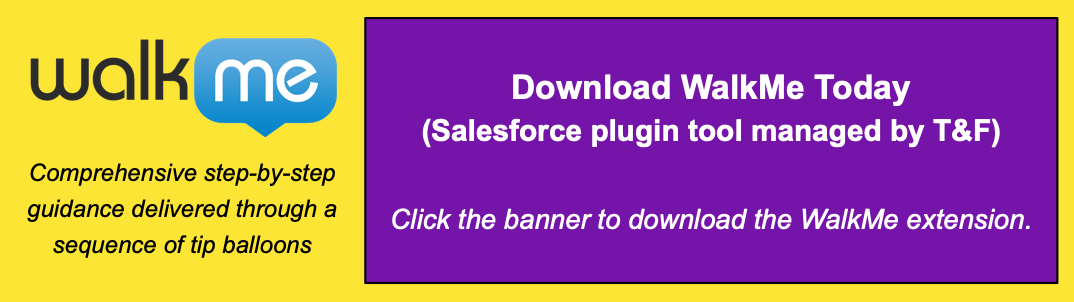 walkme
Comprehensive step-by-step
guidance delivered through a
sequence of tip balloons
Download WalkMe Today
(Salesforce plugin tool managed by T&F)
Click the banner to download the WalkMe extension.